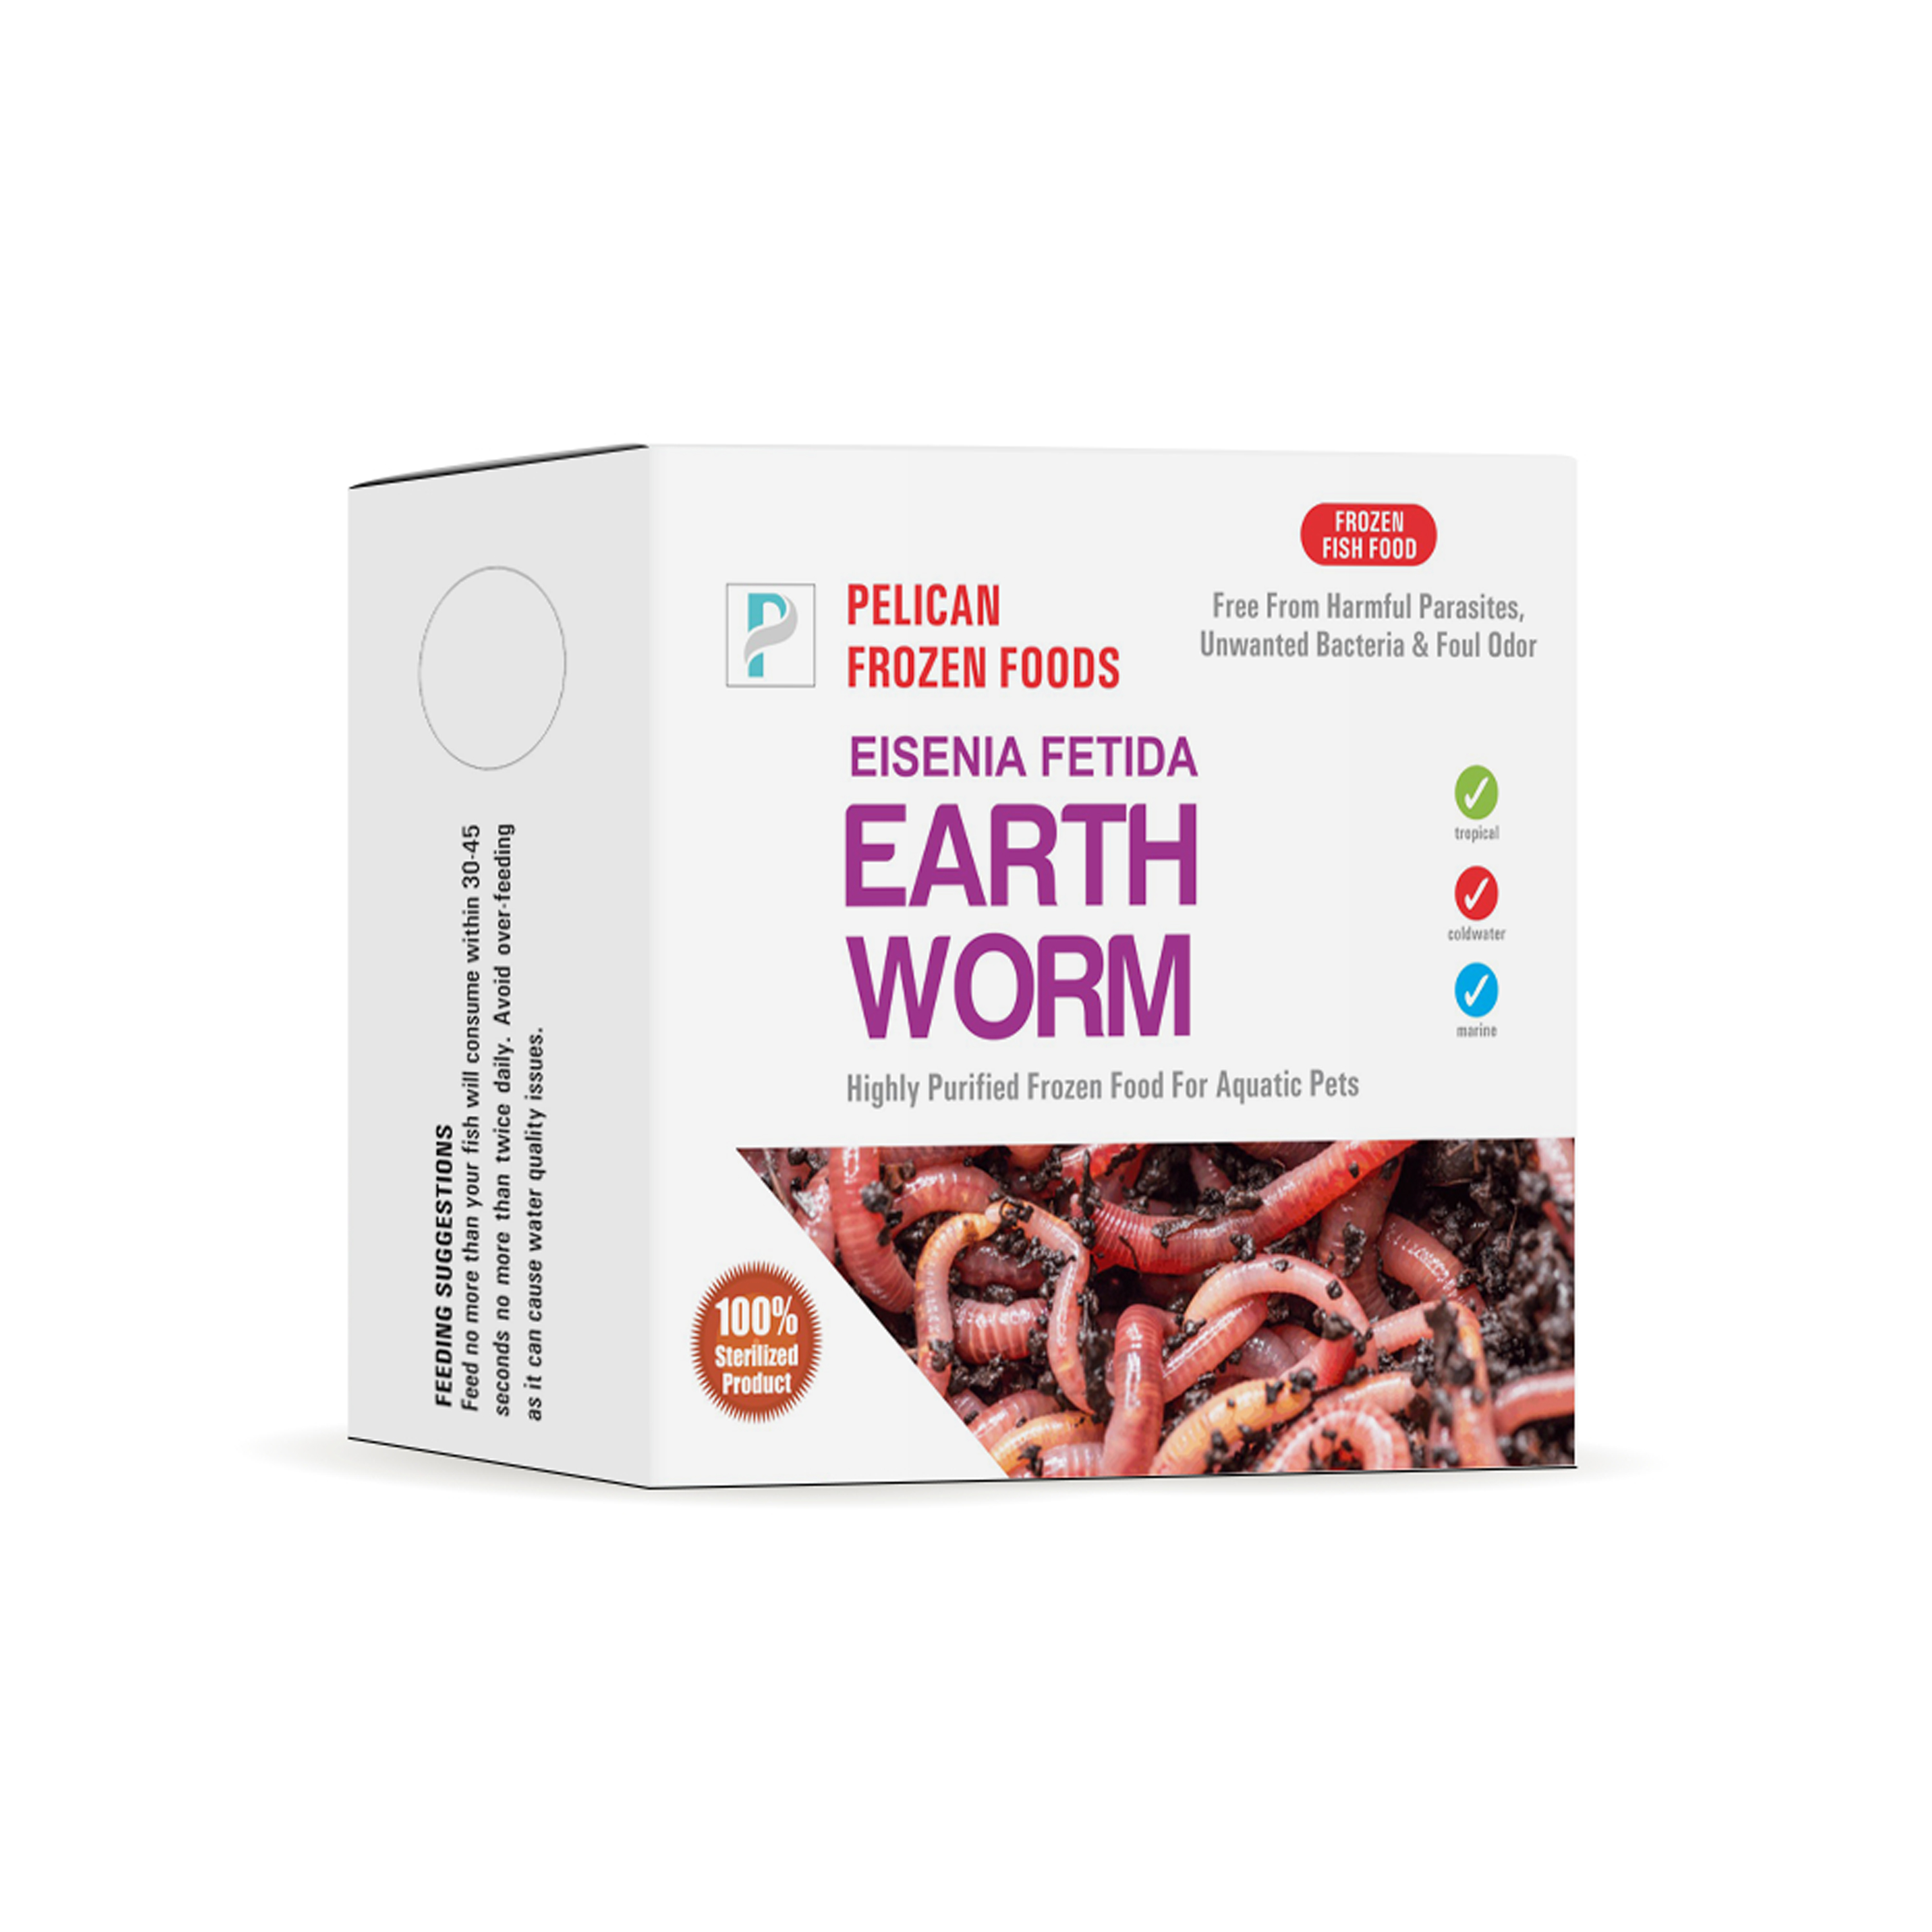 FROZEN
FISH FOOD
Free From Harmful Parasites,
Unwanted Bacteria & Foul Odor
P
PELICAN
FROZEN FOODS
EISENIA FETIDA
EARTH
WORM
Highly Purified Frozen Food For Aquatic Pets
tropical
coldwater
marine
100%
Sterilized
Product
FEEDING SUGGESTIONS
Feed no more than your fish will consume within 30-45
seconds no more than twice daily. Avoid over-feeding
as it can cause water quality issues.